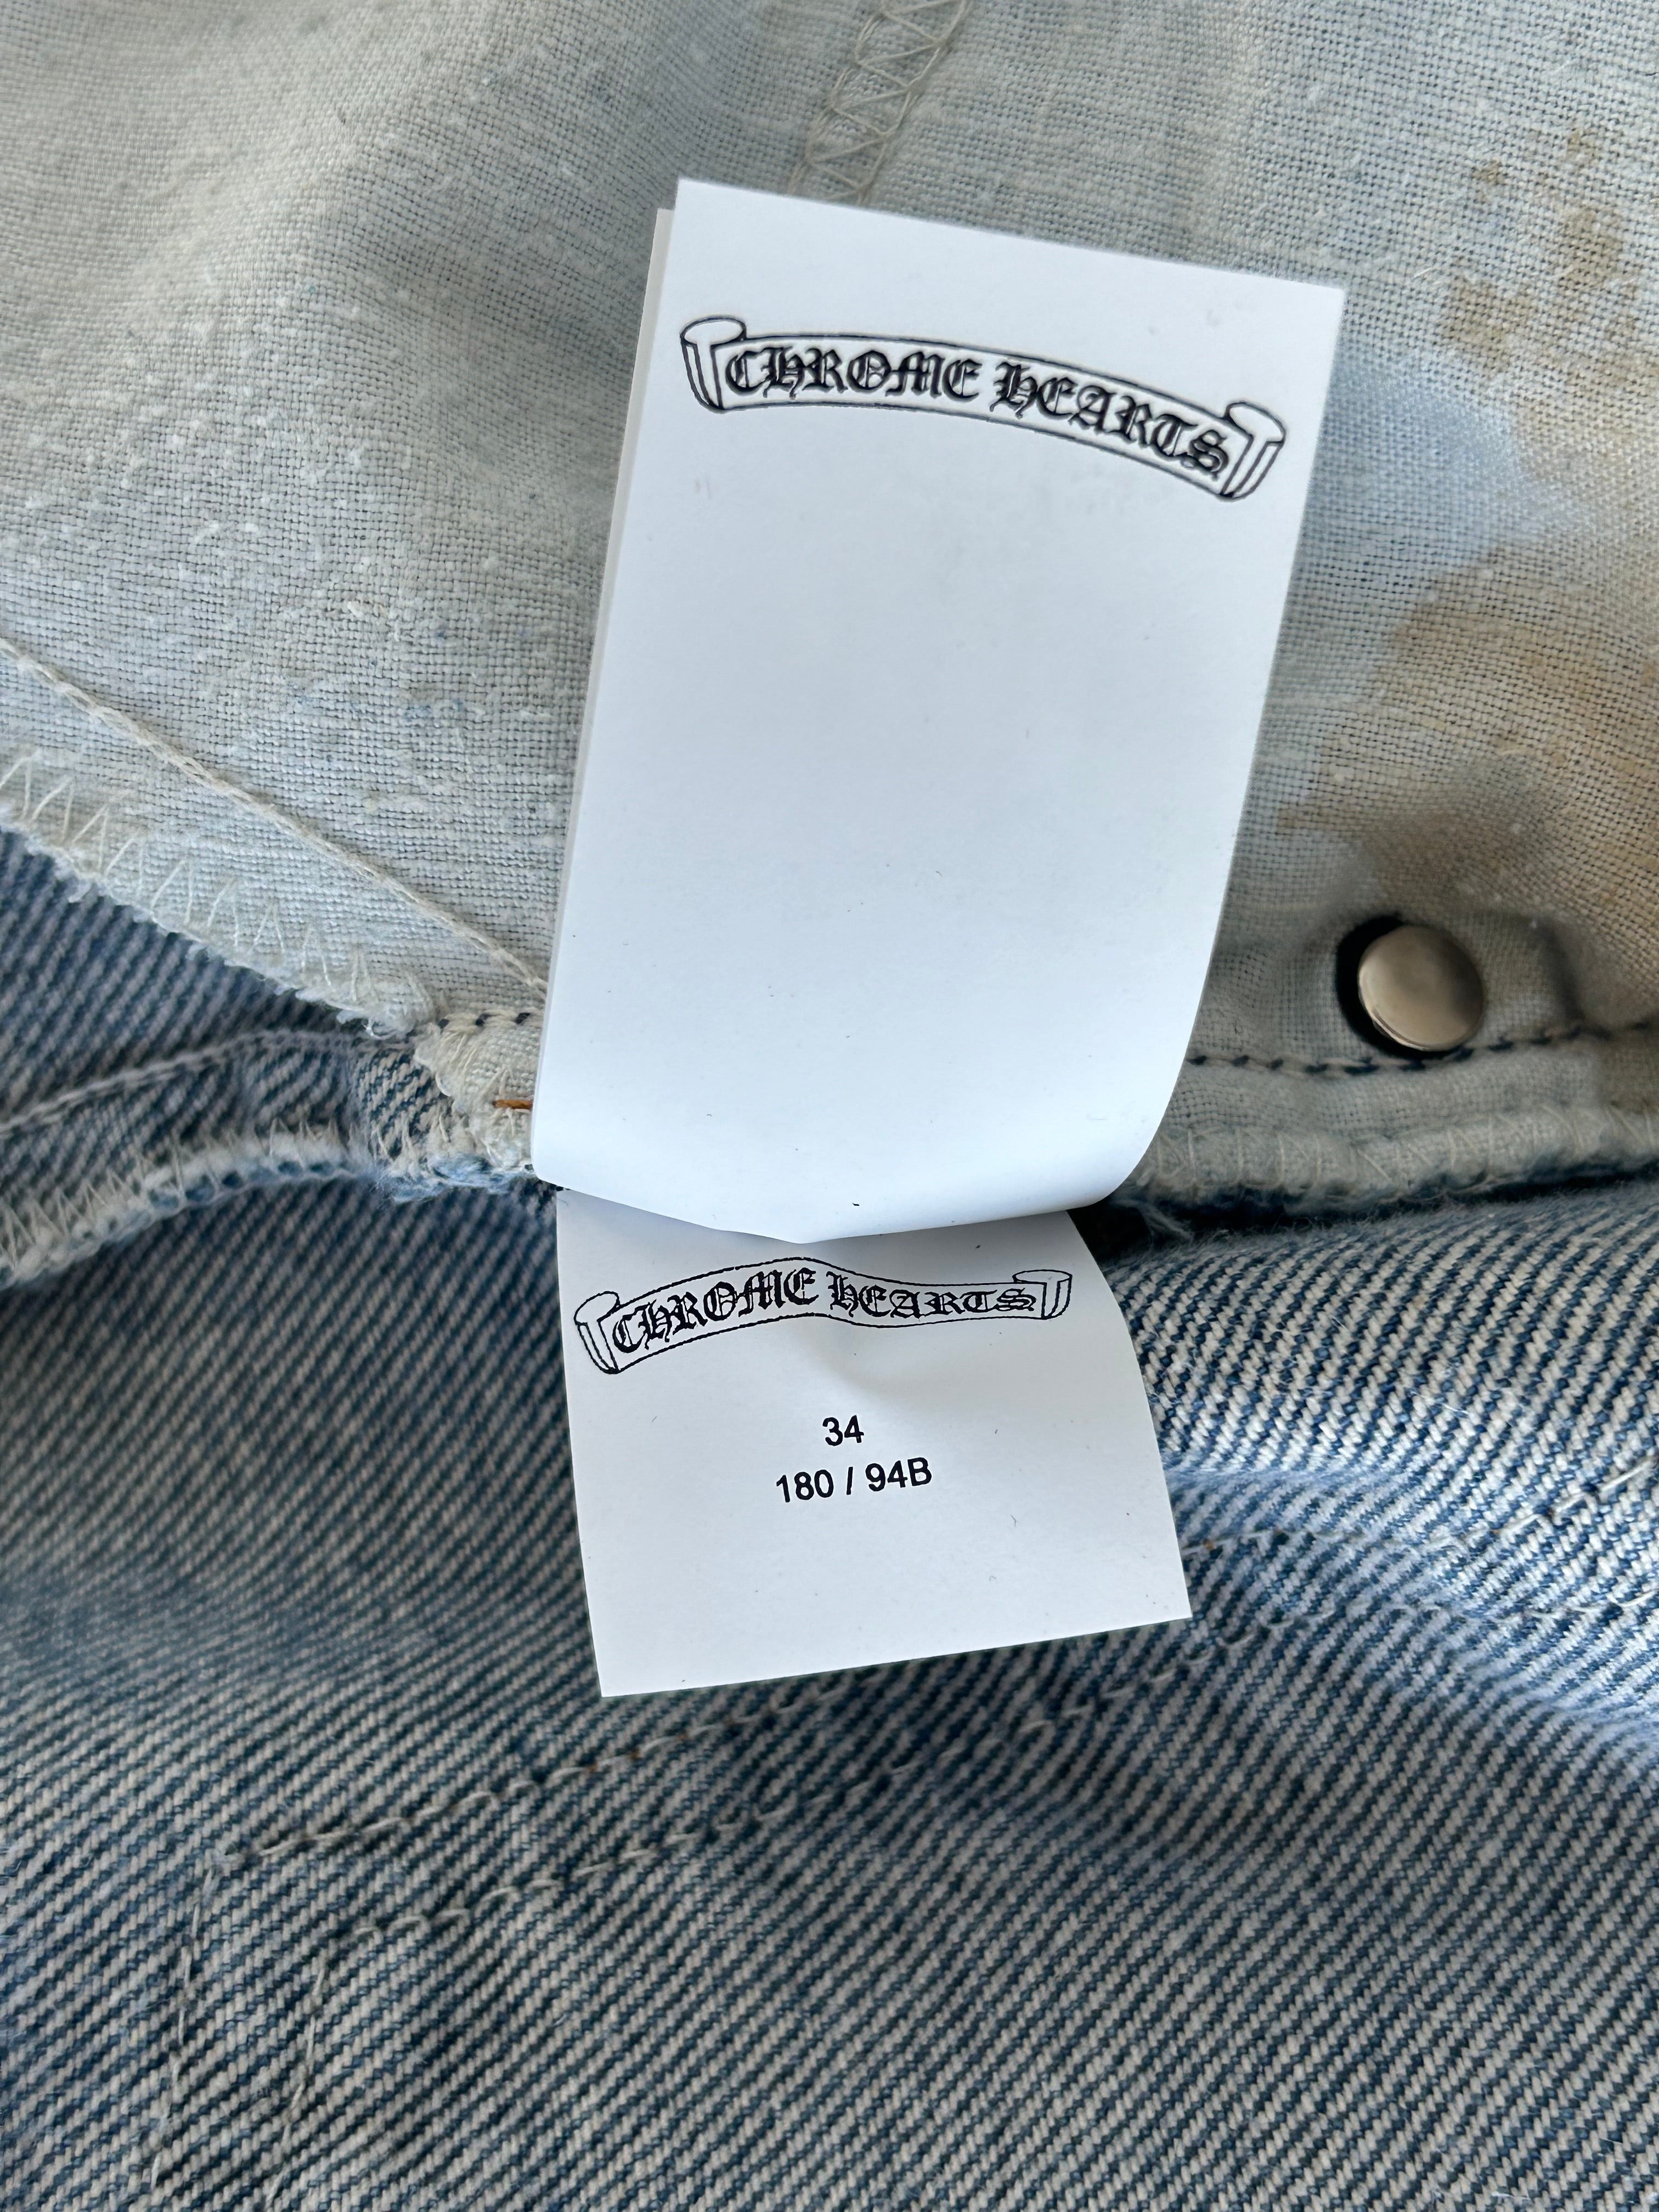 CHROME HEARTS
CHROME HEARTS
34
180 / 94B